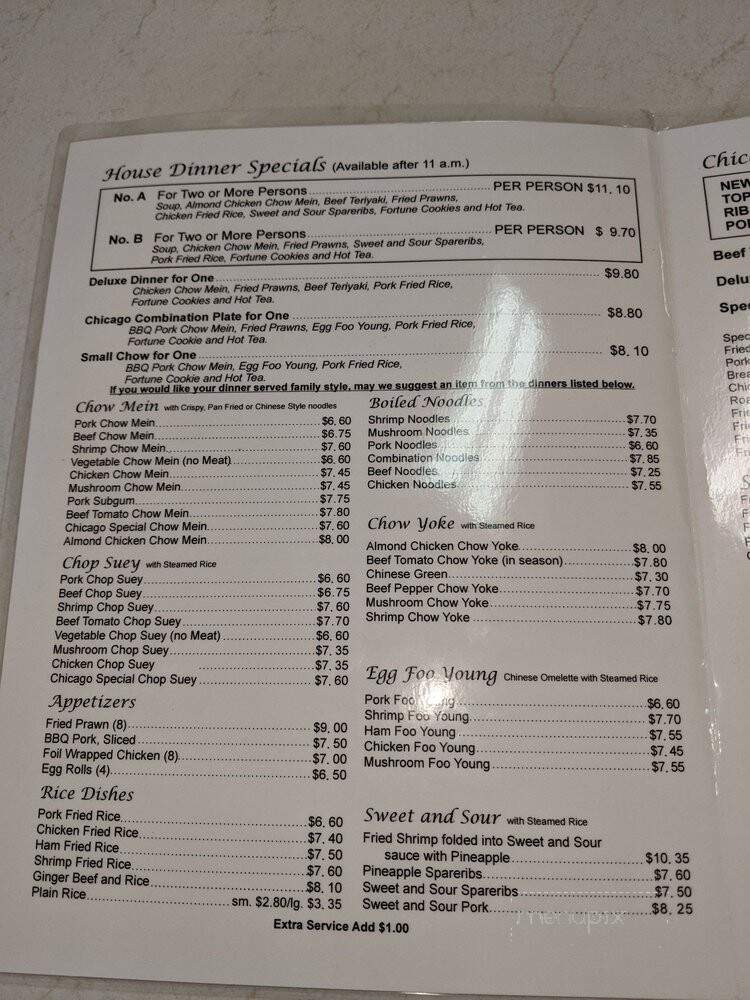 House Dinner Specials (Available after 11 a.m.)
No. A For Two or More Persons PER PERSON $11.10
Soup, Almond Chicken Chow Mein, Beef Teriyaki, Fried Prawns,
Chicken Fried Rice, Sweet and Sour Spareribs, Fortune Cookies and Hot Tea.
No. B For Two or More Persons PER PERSON $ 9.70
Soup, Chicken Chow Mein, Fried Prawns, Sweet and Sour Spareribs,
Pork Fried Rice, Fortune Cookies and Hot Tea.
Deluxe Dinner for One $9.80
Chicken Chow Mein, Fried Prawns, Beef Teriyaki, Pork Fried Rice,
Fortune Cookies and Hot Tea.
Chicago Combination Plate for One $8.80
BBQ Pork Chow Mein, Fried Prawns, Egg Foo Young, Pork Fried Rice,
Fortune Cookies and Hot Tea.
Small Chow for One $8.10
BBQ Pork Chow Mein, Egg Foo Young, Pork Fried Rice,
Fortune Cookie and Hot Tea.
If you would like your dinner served family style, may we suggest an item from the dinners listed below.
Chow Mein with Crispy, Pan Fried or Chinese Style noodles
Pork Chow Mein $6.60
Beef Chow Mein $6.75
Shrimp Chow Mein $7.60
Vegetable Chow Mein (no Meat) $6.60
Chicken Chow Mein $7.45
Mushroom Chow Mein $7.45
Pork Subgum $7.75
Beef Tomato Chow Mein $7.80
Chicago Special Chow Mein $7.60
Almond Chicken Chow Mein $8.00
Chop Suey with Steamed Rice
Pork Chop Suey $6.60
Beef Chop Suey $6.75
Shrimp Chop Suey $7.60
Beef Tomato Chop Suey $7.70
Vegetable Chop Suey (no Meat) $6.60
Mushroom Chop Suey $7.35
Chicken Chop Suey $7.35
Chicago Special Chop Suey $7.60
Appetizers
Fried Prawn (8) $9.00
BBQ Pork, Sliced $7.50
Foil Wrapped Chicken (8) $7.00
Egg Rolls (4) $6.50
Rice Dishes
Pork Fried Rice $6.60
Chicken Fried Rice $7.40
Ham Fried Rice $7.50
Shrimp Fried Rice $7.60
Ginger Beef and Rice $8.10
Plain Rice sm. $2.80/lg. $3.35
Boiled Noodles
Shrimp Noodles $7.70
Mushroom Noodles $7.35
Pork Noodles $6.60
Combination Noodles $7.85
Beef Noodles $7.25
Chicken Noodles $7.55
Chow Yoke with Steamed Rice
Almond Chicken Chow Yoke $8.00
Beef Tomato Chow Yoke (in season) $7.80
Chinese Green $7.30
Beef Pepper Chow Yoke $7.70
Mushroom Chow Yoke $7.75
Shrimp Chow Yoke $7.80
Egg Foo Young Chinese Omelette with Steamed Rice
Pork Foo Young $6.60
Shrimp Foo Young $7.70
Ham Foo Young $7.55
Chicken Foo Young $7.45
Mushroom Foo Young $7.55
Sweet and Sour with Steamed Rice
Fried Shrimp folded into Sweet and Sour
sauce with Pineapple $10.35
Pineapple Spareribs $7.60
Sweet and Sour Spareribs $7.50
Sweet and Sour Pork $8.25
Extra Service Add $1.00
menupix
NEW
TOP
RIB
Beef